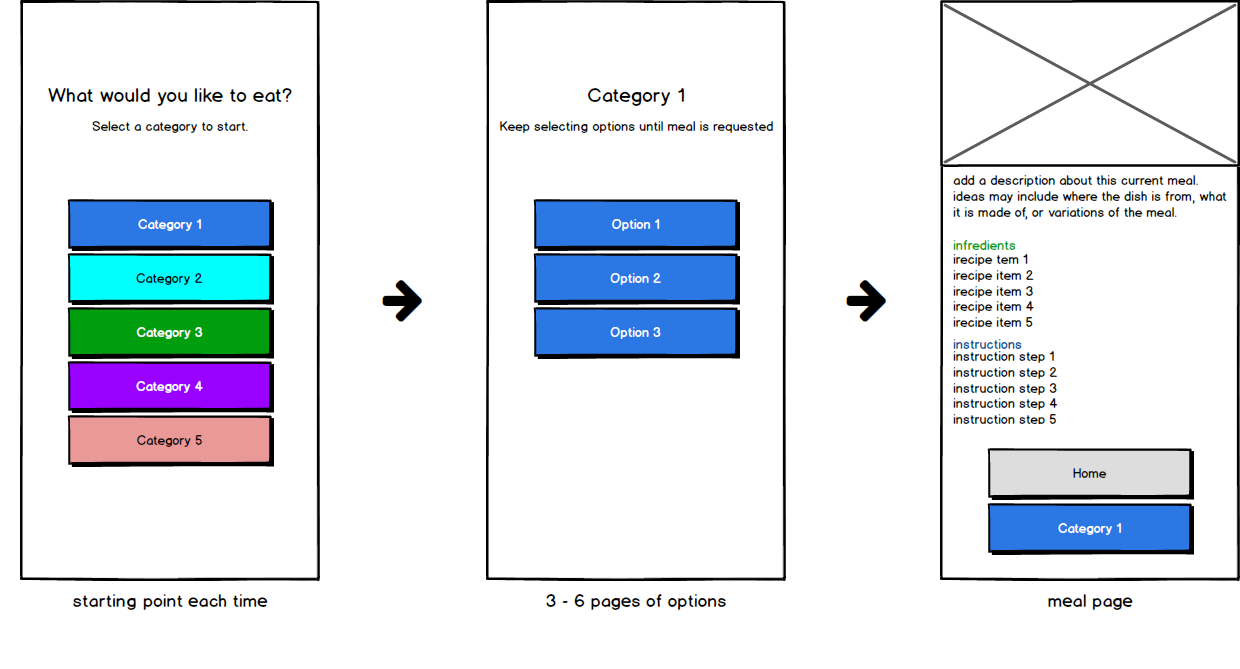 What would you like to eat?
Select a category to start.
Category 1
Category 2
Category 3
Category 4
Category 5
starting point each time
Category 1
Keep selecting options until meal is requested
Option 1
Option 2
Option 3
3 - 6 pages of options
add a description about this current meal.
ideas may include where the dish is from, what
it is made of, or variations of the meal.
infredients
irecipe tem 1
irecipe item 2
irecipe item 3
irecipe item 4
irecipe item 5
instructions
instruction step 1
instruction step 2
instruction step 3
instruction step 4
instruction step 5
Home
Category 1
meal page